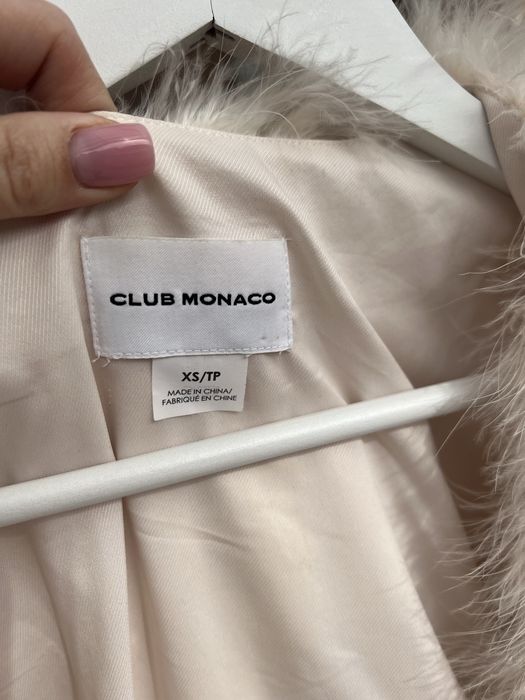 CLUB MONACO
XS/TP
MADE IN CHINA/
FABRIQUÉ EN CHINE